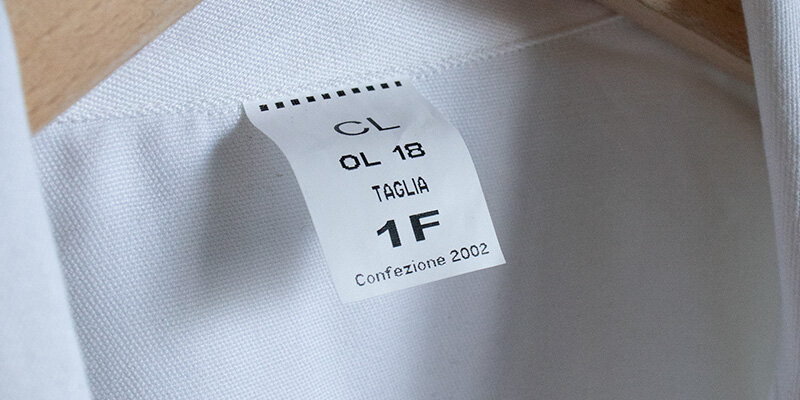 CL
OL 18
TAGLIA
1F
Confezione 2002